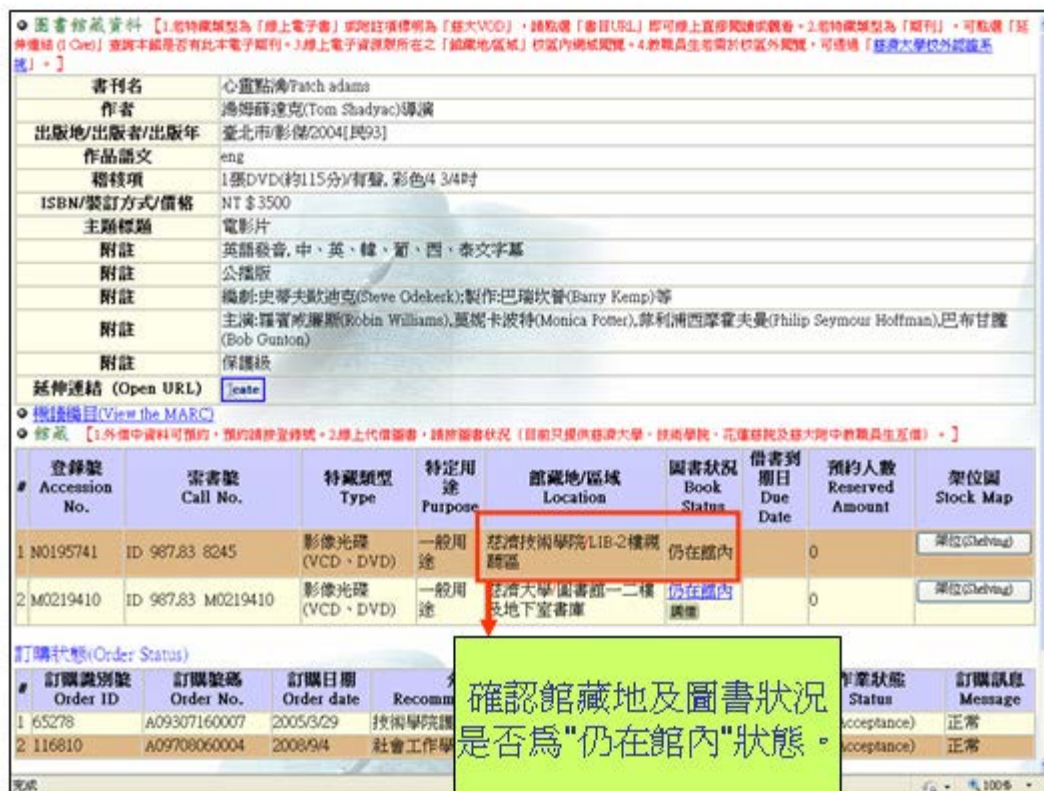 圖書館藏資料 【1.若特藏類型為「線上電子書」或附註項標明為「慈大VOD」,請點選「書目URL」即可線上直接閱讀或觀看。2.若特藏類型為「期刊」,可點選「延
伸連結 (I Care)」查詢本館是否有此本電子期刊。3.線上電子資源限所在之「館藏地/區域」校區內網域閱覽。4.教職員生若需於校區外閱覽,可透過「慈濟大學校外認證系
統」。】
書刊名 心靈點滴/Patch adams
作者 湯姆薛達克(Tom Shadyac)導演
出版地/出版者/出版年 臺北市/影傑/2004[民93]
作品語文 eng
稽核項 1張DVD(約115分)/有聲, 彩色/4 3/4吋
ISBN/裝訂方式/價格 NT $3500
主題標題 電影片
附註 英語發音, 中、英、韓、葡、西、泰文字幕
附註 公播版
附註 編劇:史蒂夫歐迪克(Steve Odekerk);製作:巴瑞坎普(Barry Kemp)等
附註 主演:羅賓威廉斯(Robin Williams),莫妮卡波特(Monica Potter),菲利浦西摩霍夫曼(Philip Seymour Hoffman),巴布甘騰
(Bob Gunton)
附註 保護級
延伸連結 (Open URL)
機讀編目(View the MARC)
館藏 【1.外借中資料可預約,預約請按登錄號。2.線上代借圖書,請按圖書狀況(目前只提供慈濟大學、技術學院、花蓮慈院及慈大附中教職員生互借)。】
# 登錄號 Accession No. 索書號 Call No. 特藏類型 Type 特定用途 Purpose 館藏地/區域 Location 圖書狀況 Book Status 借書到期日 Due Date 預約人數 Reserved Amount 架位圖 Stock Map
1 N0195741 ID 987.83 8245 影像光碟 (VCD、DVD) 一般用途 慈濟技術學院/LIB-2樓視聽區 仍在館內 0 架位(Shelving)
2 M0219410 ID 987.83 M0219410 影像光碟 (VCD、DVD) 一般用途 慈濟大學/圖書館一二樓及地下室書庫 仍在館內 調借 0 架位(Shelving)
訂購狀態(Order Status)
# 訂購識別號 Order ID 訂購號碼 Order No. 訂購日期 Order date Recomm 作業狀態 Status 訂購訊息 Message
1 65278 A09307160007 2005/3/29 技術學院護 Acceptance) 正常
2 116810 A09708060004 2008/9/4 社會工作學 Acceptance) 正常
確認館藏地及圖書狀況
是否為"仍在館內"狀態。
完成 100%